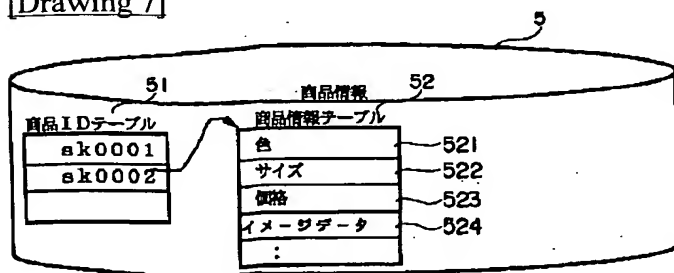 [Drawing 7]
5
商品情報
51
52
商品IDテーブル
商品情報テーブル
sk0001
sk0002
色
521
サイズ
522
価格
523
イメージデータ
524
: